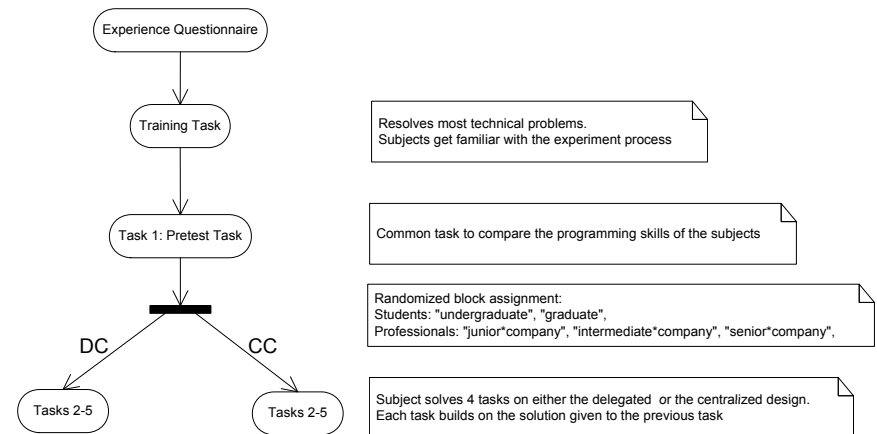 Experience Questionnaire
Training Task
Resolves most technical problems.
Subjects get familiar with the experiment process
Task 1: Pretest Task
Common task to compare the programming skills of the subjects
Randomized block assignment:
Students: "undergraduate", "graduate",
Professionals: "junior*company", "intermediate*company", "senior*company",
DC
CC
Tasks 2-5
Tasks 2-5
Subject solves 4 tasks on either the delegated or the centralized design.
Each task builds on the solution given to the previous task